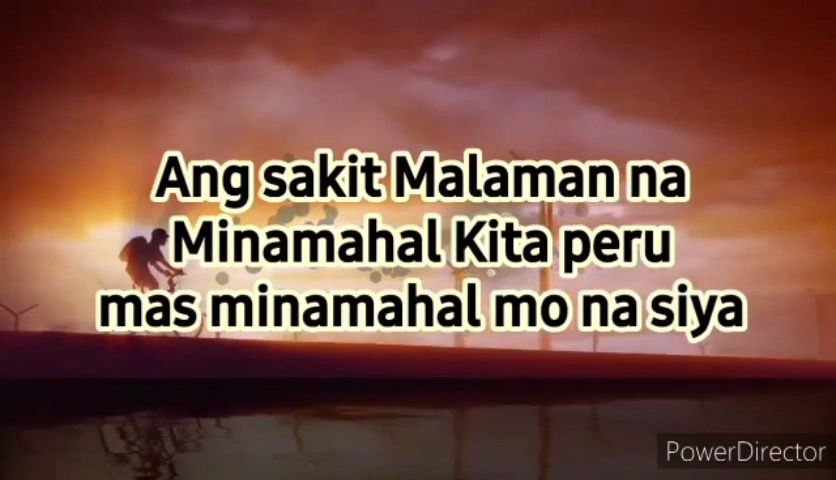 Ang sakit Malaman na
Minamahal Kita peru
mas minamahal mo na siya
PowerDirector